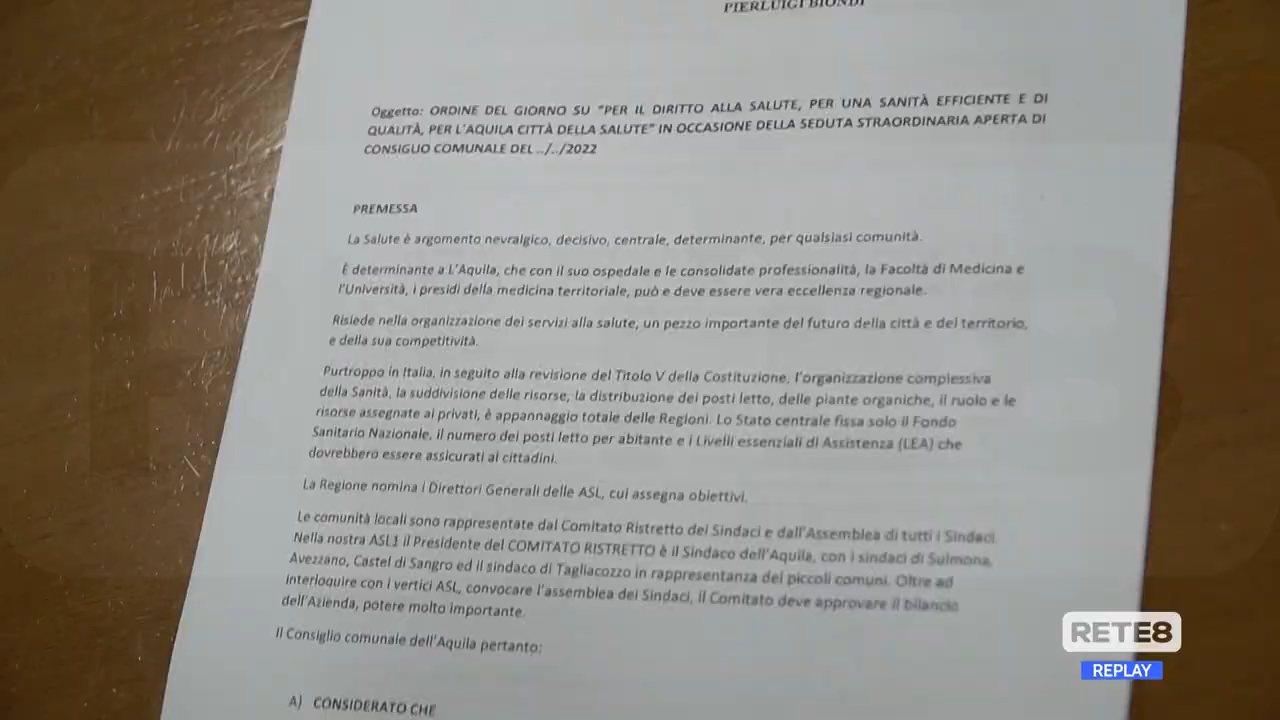 PIERLUIGI BIONDI
Oggetto: ORDINE DEL GIORNO SU "PER IL DIRITTO ALLA SALUTE, PER UNA SANITÀ EFFICIENTE E DI
QUALITÀ, PER L'AQUILA CITTÀ DELLA SALUTE" IN OCCASIONE DELLA SEDUTA STRAORDINARIA APERTA DI
CONSIGLIO COMUNALE DEL ../../2022
PREMESSA
La Salute è argomento nevralgico, decisivo, centrale, determinante, per qualsiasi comunità.
È determinante a L'Aquila, che con il suo ospedale e le consolidate professionalità, la Facoltà di Medicina e
l'Università, i presidi della medicina territoriale, può e deve essere vera eccellenza regionale.
Risiede nella organizzazione dei servizi alla salute, un pezzo importante del futuro della città e del territorio,
e della sua competitività.
Purtroppo in Italia, in seguito alla revisione del Titolo V della Costituzione, l'organizzazione complessiva
della Sanità, la suddivisione delle risorse, la distribuzione dei posti letto, delle piante organiche, il ruolo e le
risorse assegnate ai privati, è appannaggio totale delle Regioni. Lo Stato centrale fissa solo il Fondo
Sanitario Nazionale, il numero dei posti letto per abitante e i Livelli essenziali di Assistenza (LEA) che
dovrebbero essere assicurati ai cittadini.
La Regione nomina i Direttori Generali delle ASL, cui assegna obiettivi.
Le comunità locali sono rappresentate dal Comitato Ristretto dei Sindaci e dall'Assemblea di tutti i Sindaci.
Nella nostra ASL1 il Presidente del COMITATO RISTRETTO è il Sindaco dell'Aquila, con i sindaci di Sulmona,
Avezzano, Castel di Sangro ed il sindaco di Tagliacozzo in rappresentanza dei piccoli comuni. Oltre ad
interloquire con i vertici ASL, convocare l'assemblea dei Sindaci, il Comitato deve approvare il bilancio
dell'Azienda, potere molto importante.
Il Consiglio comunale dell'Aquila pertanto:
A) CONSIDERATO CHE
RETE8
REPLAY